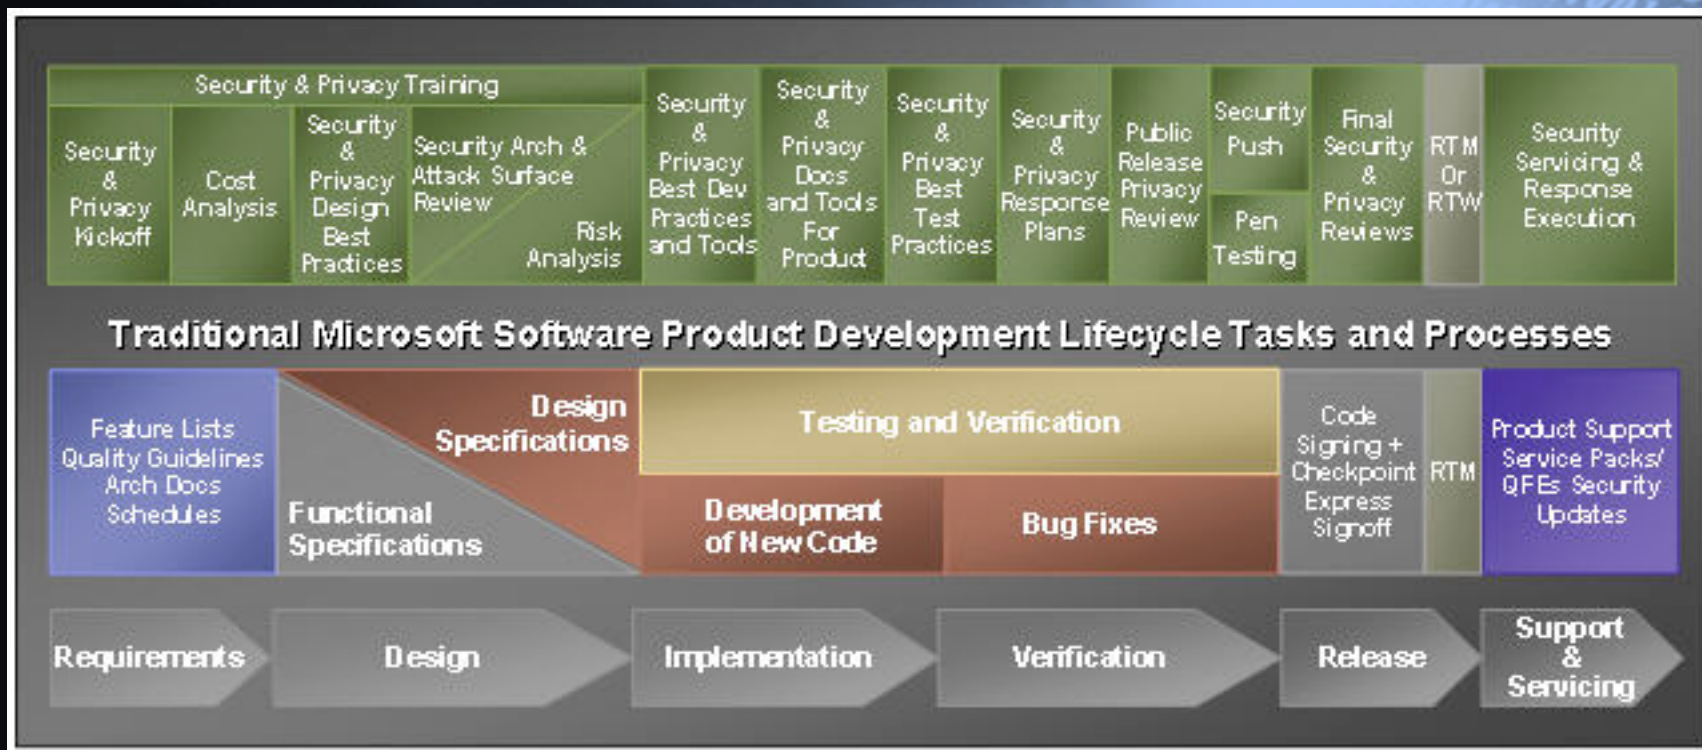 Security & Privacy Training
Security
&
Privacy
Kickoff
Cost
Analysis
Security
&
Privacy
Design
Best
Practices
Security Arch &
Attack Surface
Review
Risk
Analysis
Security
&
Privacy
Best Dev
Practices
and Tools
Security
&
Privacy
Docs
and Tools
For
Product
Security
&
Privacy
Best
Test
Practices
Security
&
Privacy
Response
Plans
Public
Release
Privacy
Review
Security
Push
Pen
Testing
Final
Security
&
Privacy
Reviews
RTM
Or
RTW
Security
Servicing &
Response
Execution
Traditional Microsoft Software Product Development Lifecycle Tasks and Processes
Feature Lists
Quality Guidelines
Arch Docs
Schedules
Design
Specifications
Functional
Specifications
Testing and Verification
Development
of New Code
Bug Fixes
Code
Signing +
Checkpoint
Express
Signoff
RTM
Product Support
Service Packs/
QFEs Security
Updates
Requirements
Design
Implementation
Verification
Release
Support
&
Servicing